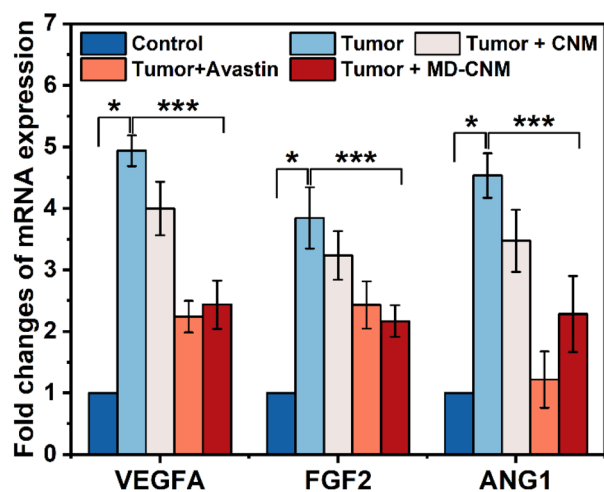 Fold changes of mRNA expression
7
6
5
4
3
2
1
0
Control
Tumor
Tumor + CNM
Tumor+Avastin
Tumor + MD-CNM
* ***
* ***
* ***
VEGFA
FGF2
ANG1